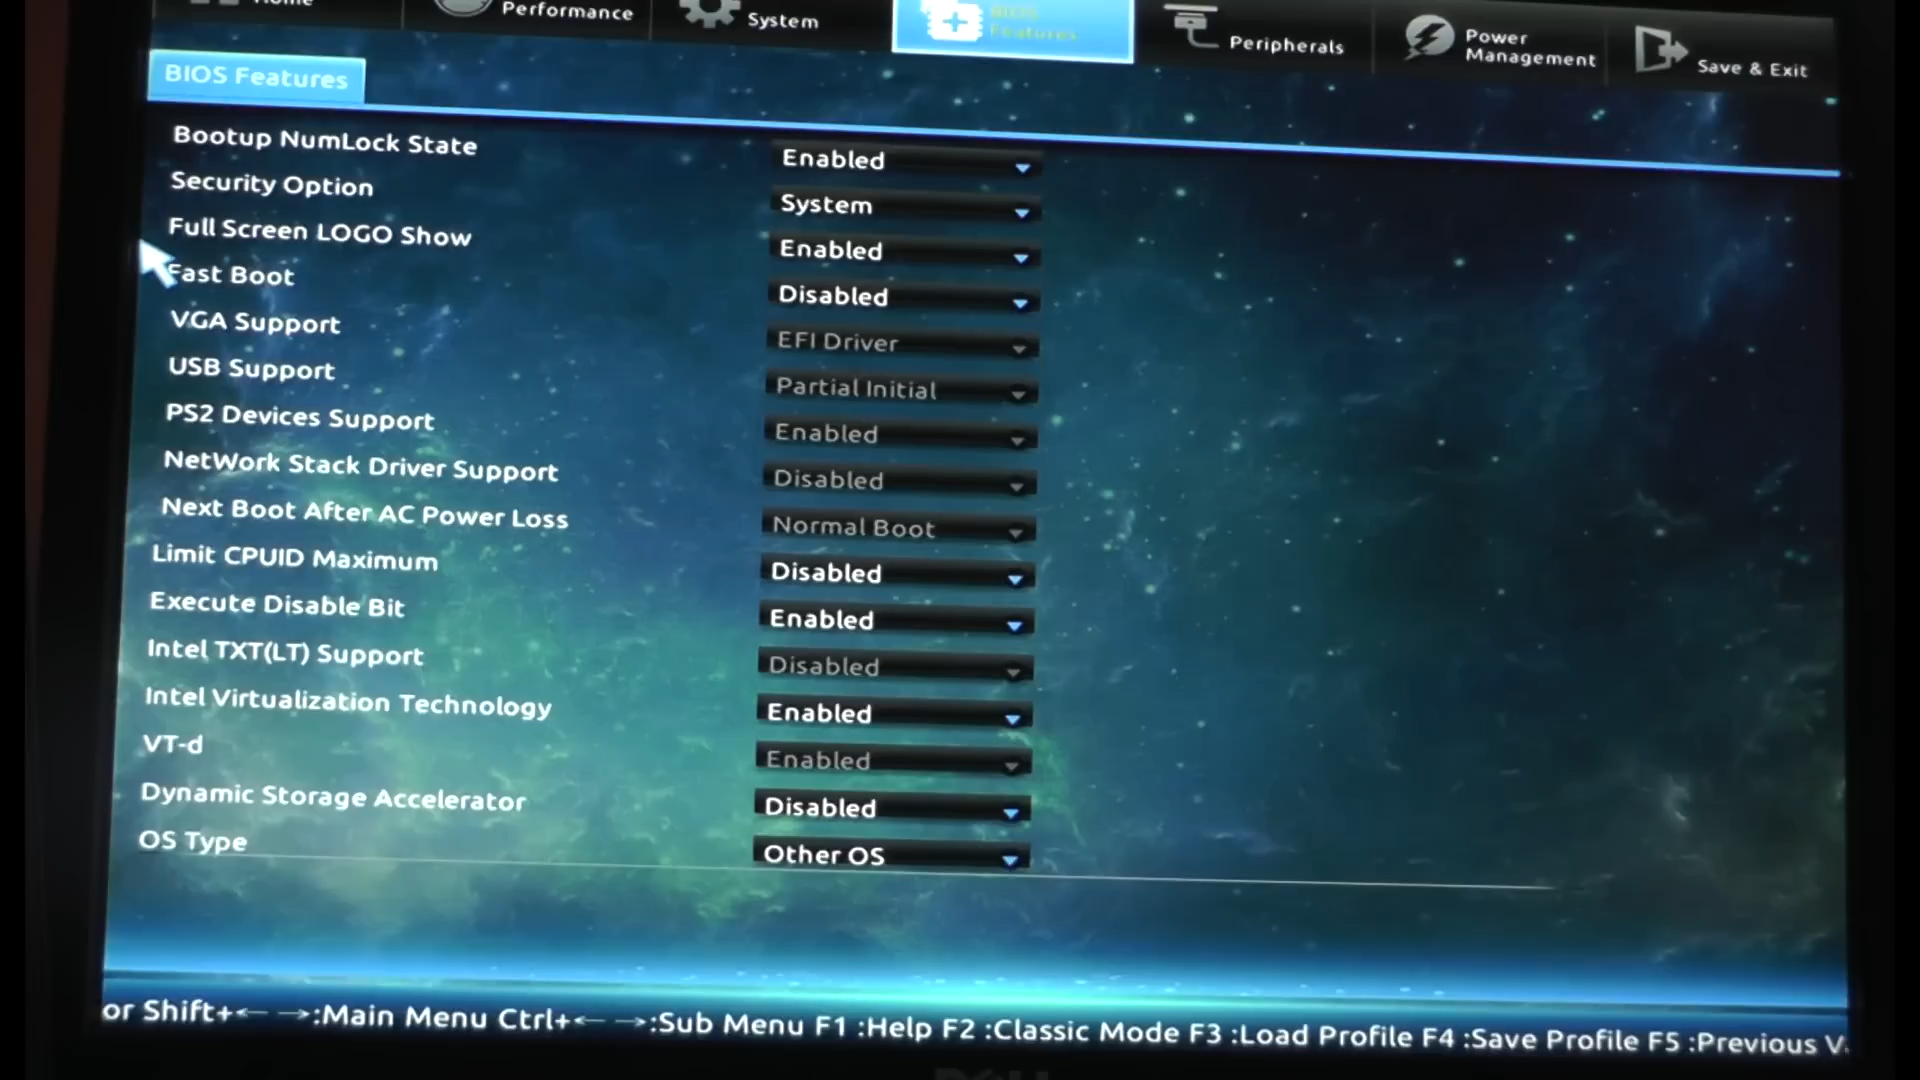 Home
Performance
System
BIOS
Features
Peripherals
Power
Management
Save & Exit
BIOS Features
Bootup NumLock State Enabled
Security Option System
Full Screen LOGO Show Enabled
Fast Boot Disabled
VGA Support EFI Driver
USB Support Partial Initial
PS2 Devices Support Enabled
NetWork Stack Driver Support Disabled
Next Boot After AC Power Loss Normal Boot
Limit CPUID Maximum Disabled
Execute Disable Bit Enabled
Intel TXT(LT) Support Disabled
Intel Virtualization Technology Enabled
VT-d Enabled
Dynamic Storage Accelerator Disabled
OS Type Other OS
or Shift+← →:Main Menu Ctrl+← →:Sub Menu F1 :Help F2 :Classic Mode F3 :Load Profile F4 :Save Profile F5 :Previous V
DELL